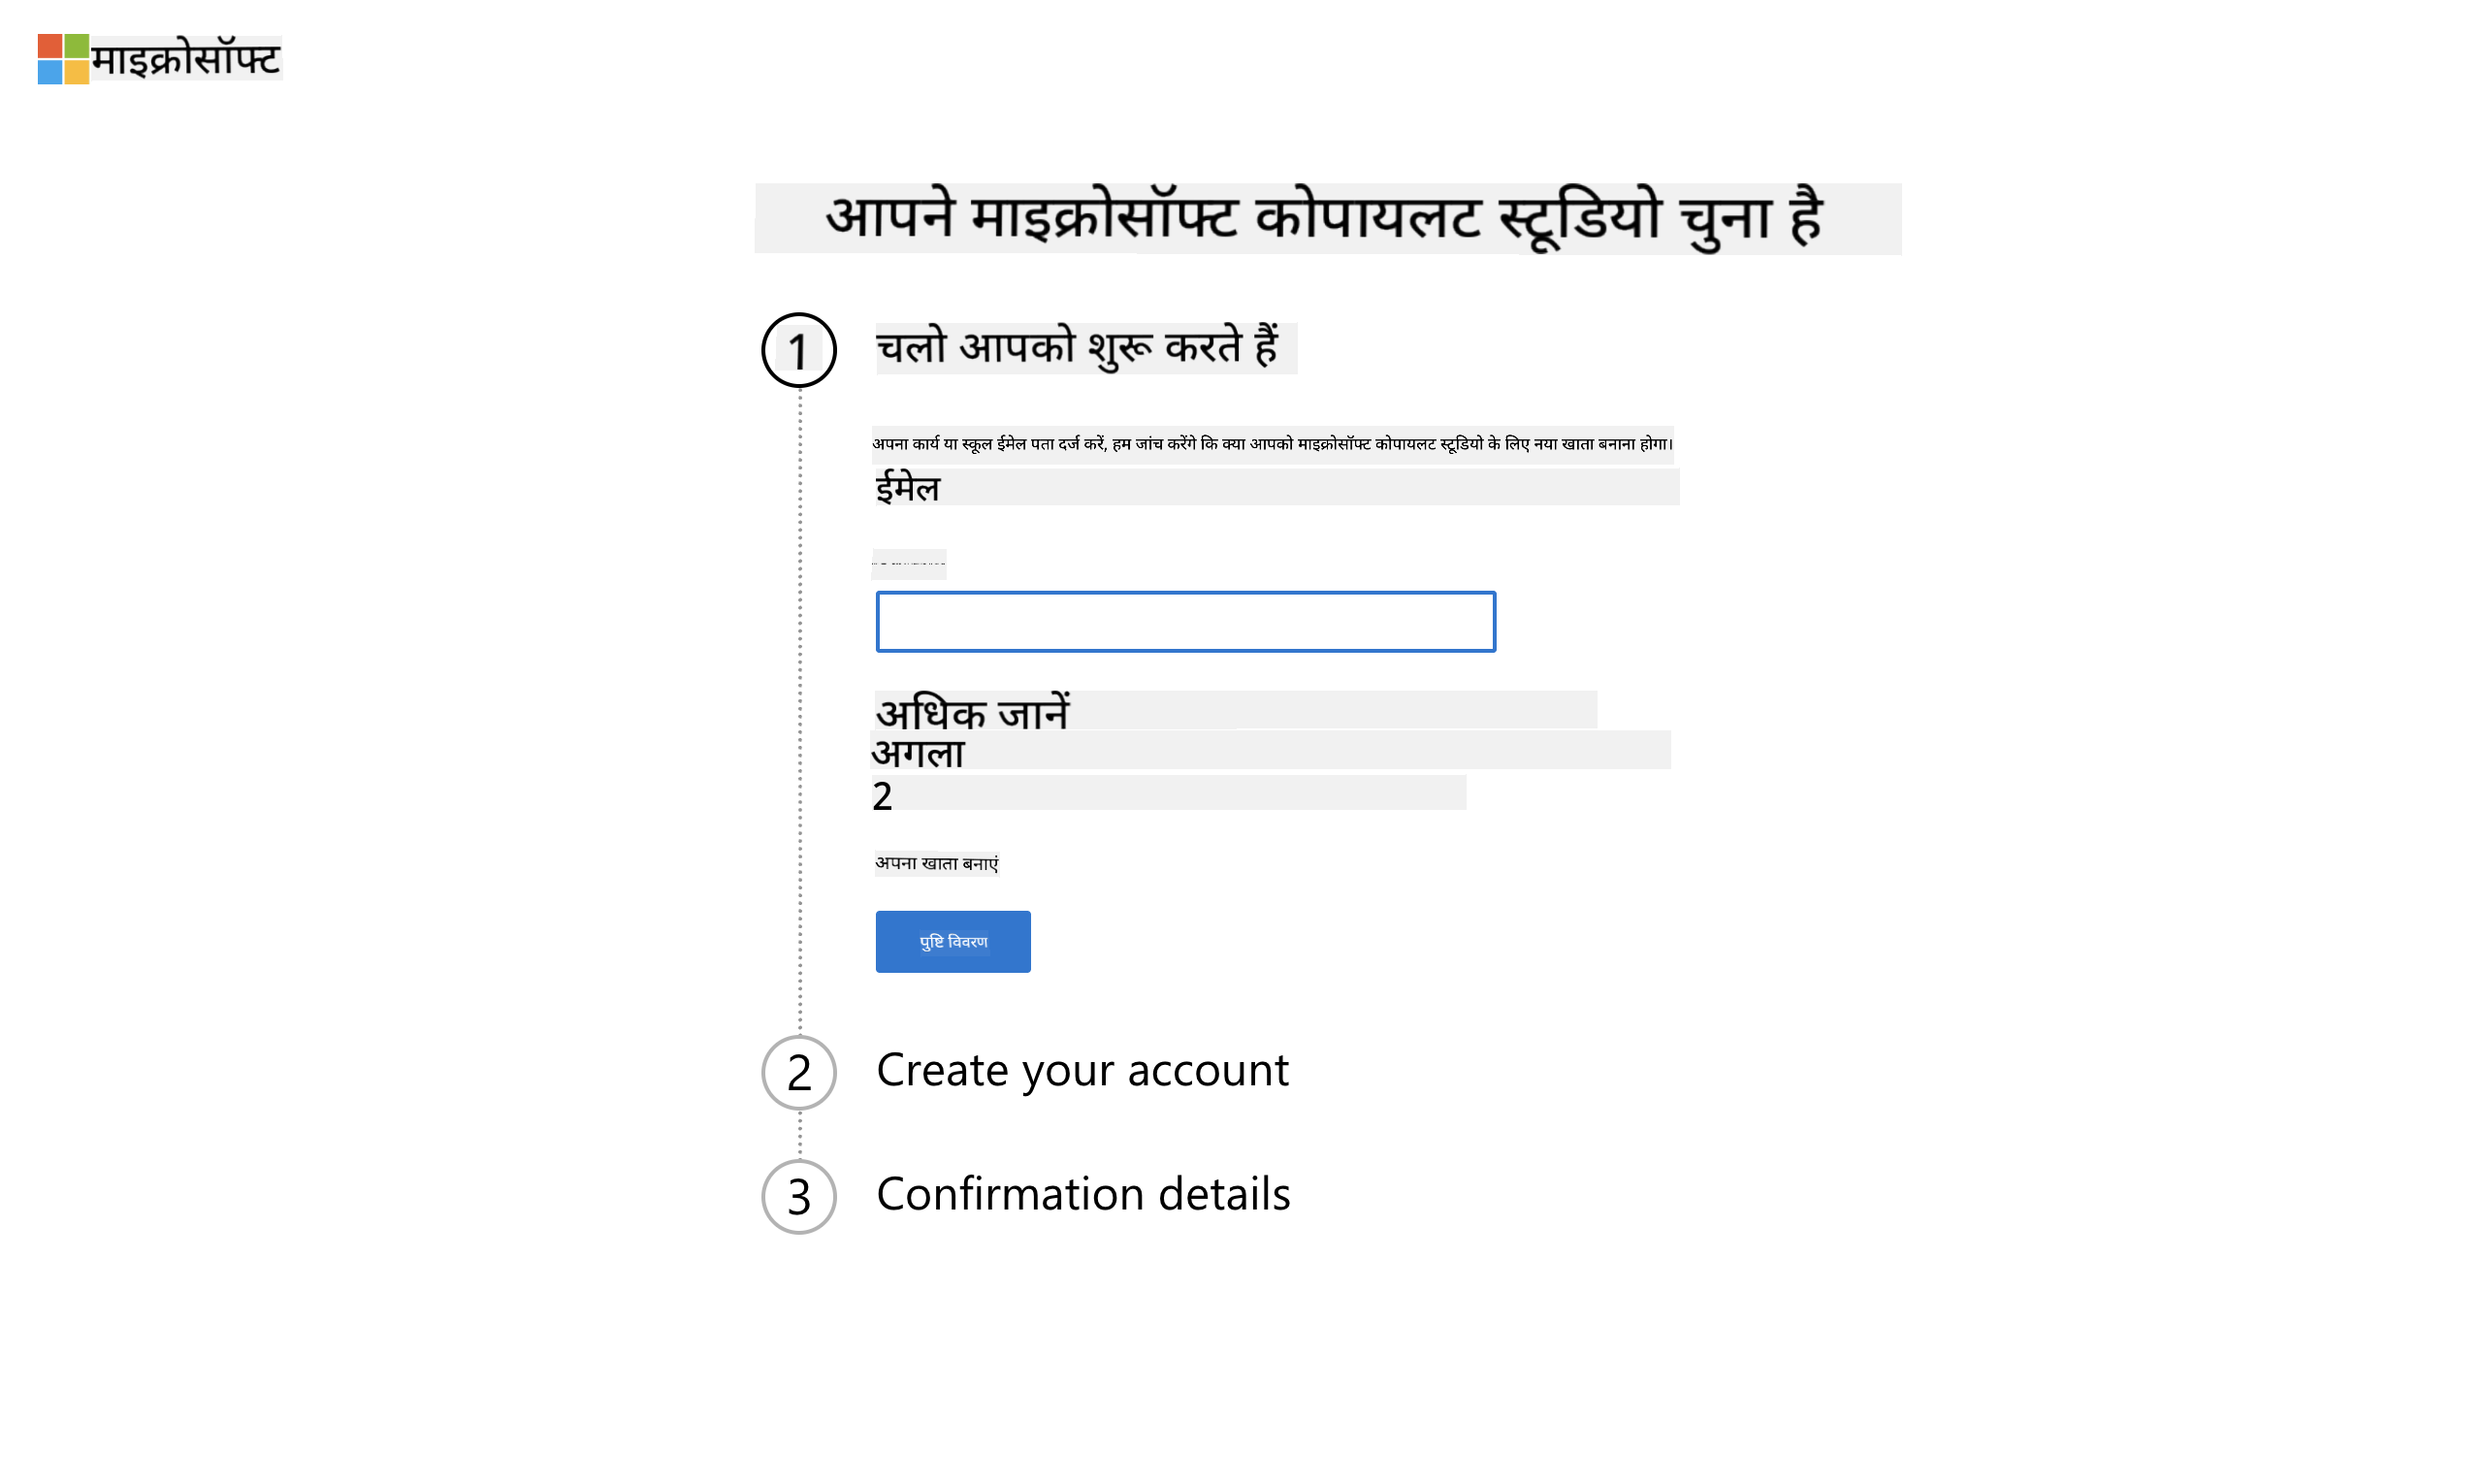 माइक्रोसॉफ्ट
आपने माइक्रोसॉफ्ट कोपायलट स्टूडियो चुना है
1
चलो आपको शुरू करते हैं
अपना कार्य या स्कूल ईमेल पता दर्ज करें, हम जांच करेंगे कि क्या आपको माइक्रोसॉफ्ट कोपायलट स्टूडियो के लिए नया खाता बनाना होगा।
ईमेल
अधिक जानें
अगला
2
अपना खाता बनाएं
पुष्टि विवरण
2 Create your account
3 Confirmation details